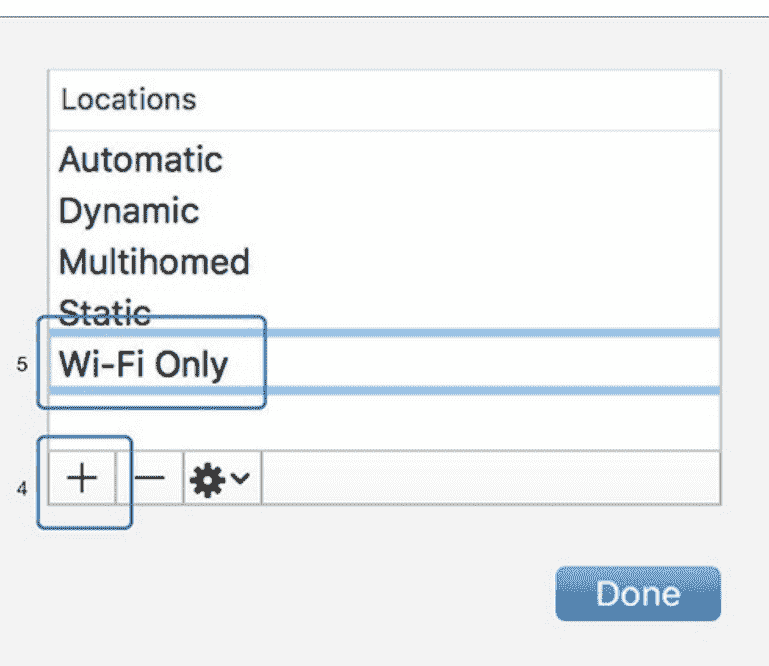 Locations
Automatic
Dynamic
Multihomed
Static
5
Wi-Fi Only
4
Done